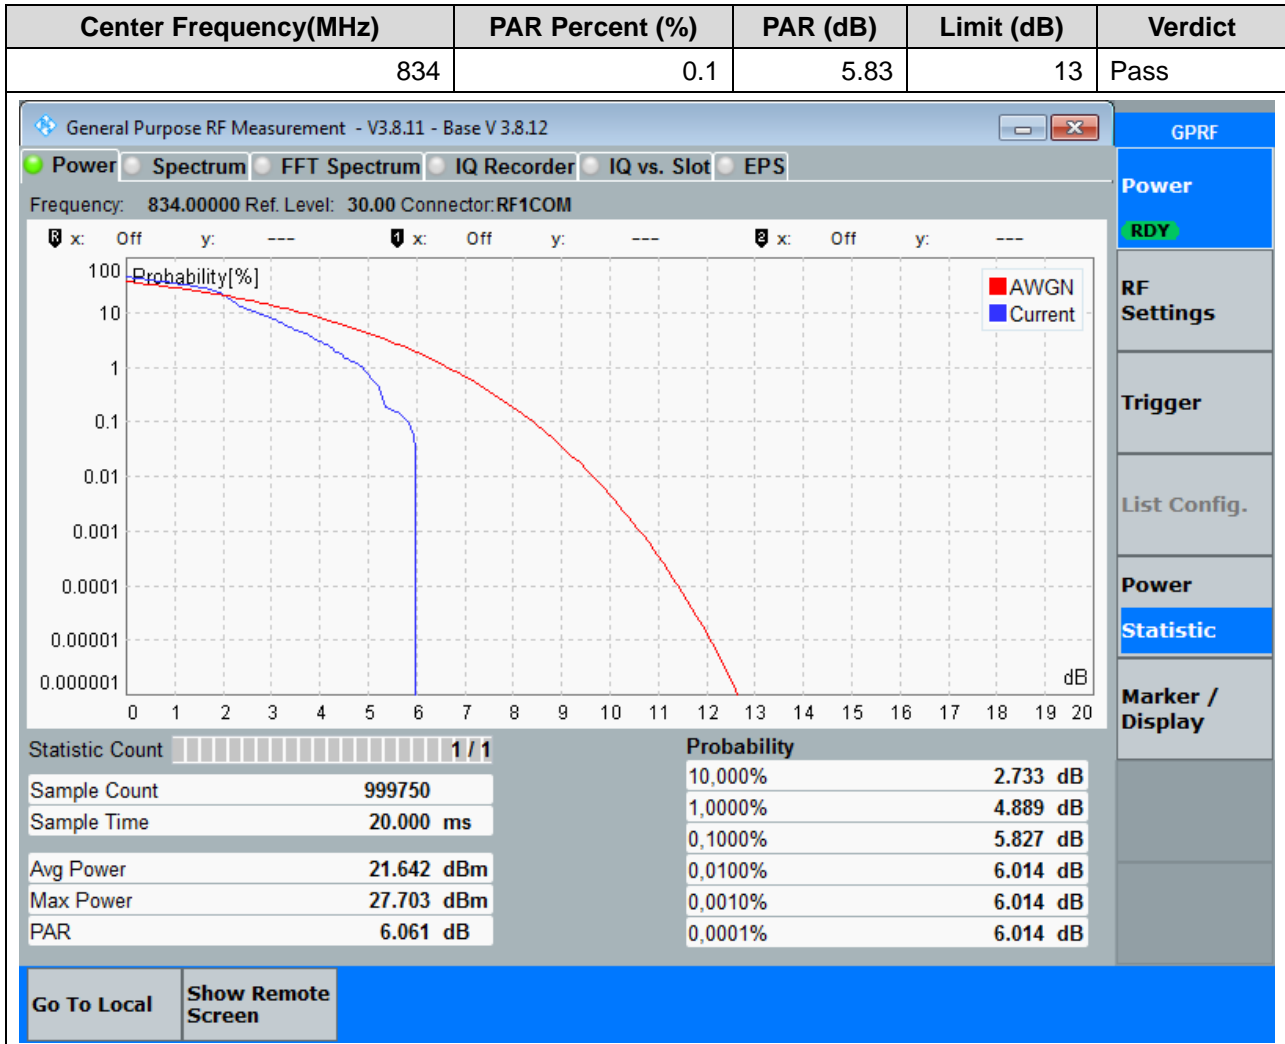 Center Frequency(MHz) PAR Percent (%) PAR (dB) Limit (dB) Verdict
834 0.1 5.83 13 Pass
General Purpose RF Measurement - V3.8.11 - Base V 3.8.12
GPRF
Power Spectrum FFT Spectrum IQ Recorder IQ vs. Slot EPS
Power
RDY
Frequency: 834.00000 Ref. Level: 30.00 Connector: RF1COM
R x: Off y: --- 1 x: Off y: --- 2 x: Off y: ---
Probability[%]
AWGN
Current
100
10
1
0.1
0.01
0.001
0.0001
0.00001
0.000001
dB
0 1 2 3 4 5 6 7 8 9 10 11 12 13 14 15 16 17 18 19 20
RF
Settings
Trigger
List Config.
Power
Statistic
Marker /
Display
Statistic Count 1 / 1
Sample Count 999750
Sample Time 20.000 ms
Avg Power 21.642 dBm
Max Power 27.703 dBm
PAR 6.061 dB
Probability
10,000% 2.733 dB
1,0000% 4.889 dB
0,1000% 5.827 dB
0,0100% 6.014 dB
0,0010% 6.014 dB
0,0001% 6.014 dB
Go To Local
Show Remote
Screen